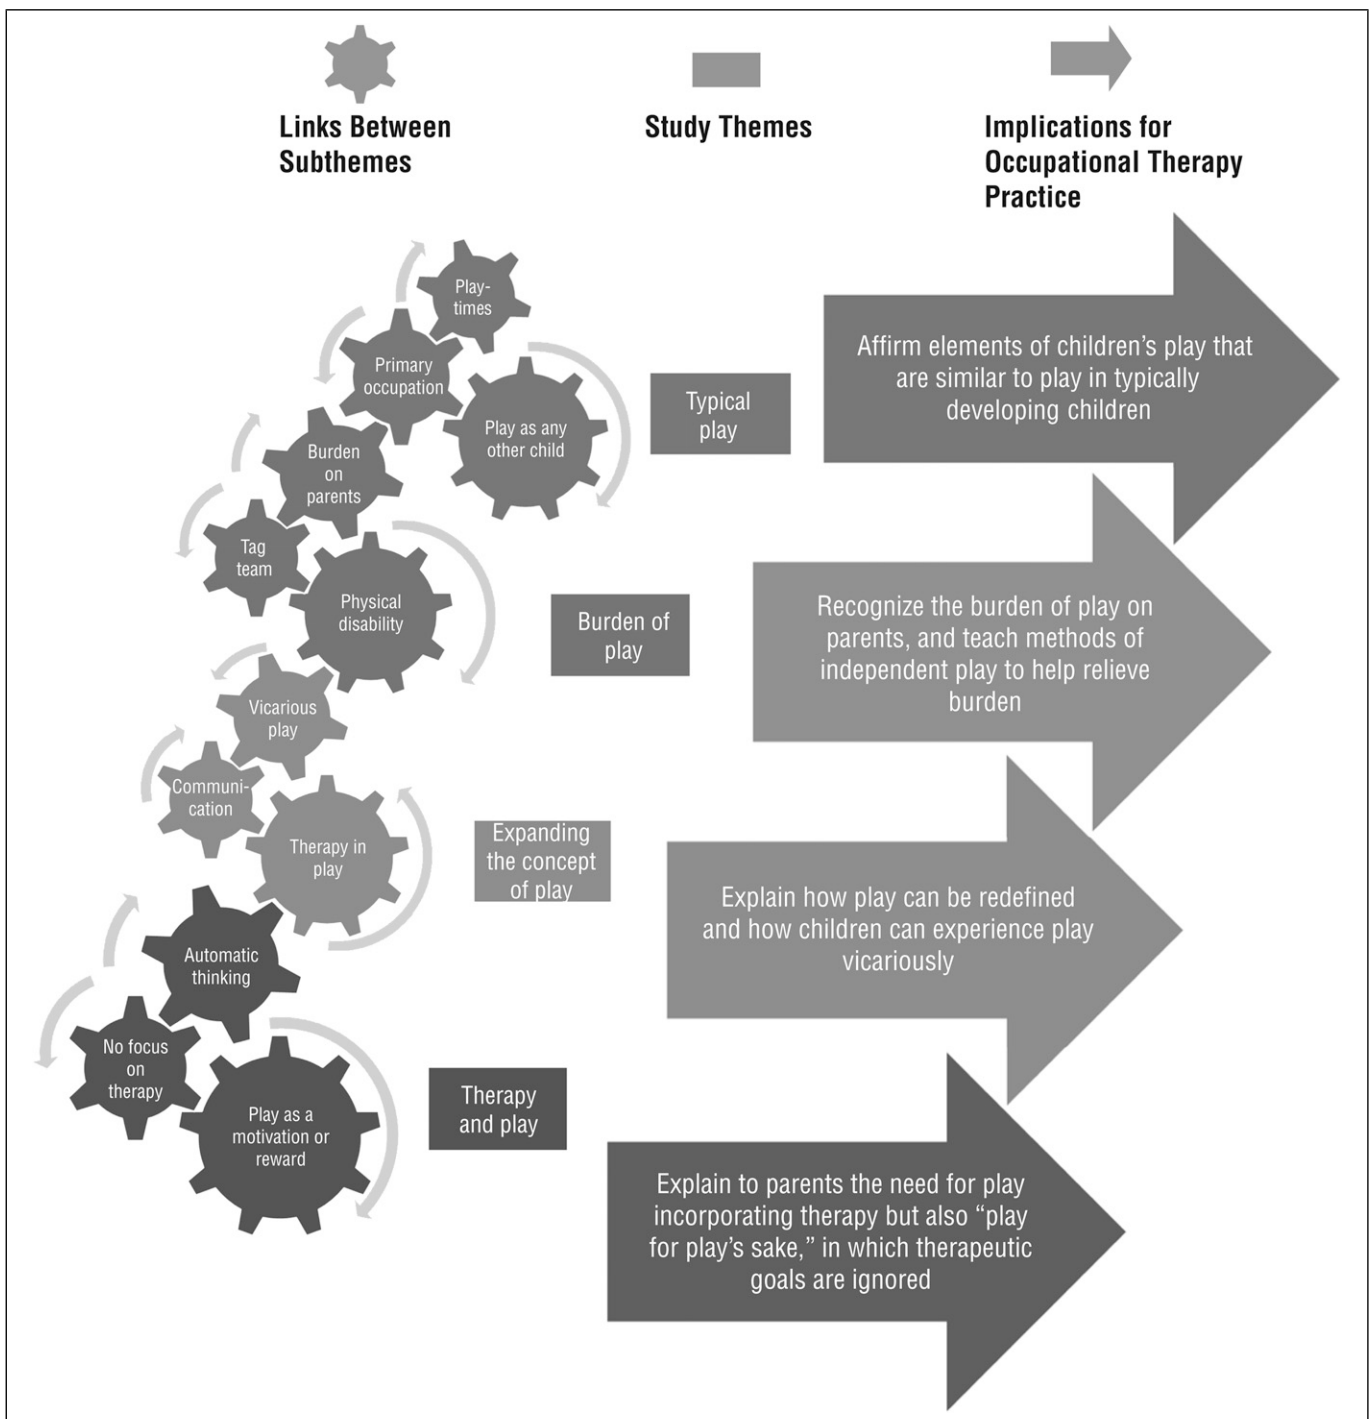 Links Between
Subthemes
Study Themes
Implications for
Occupational Therapy
Practice
Play-
times
Primary
occupation
Play as any
other child
Typical
play
Affirm elements of children’s play that
are similar to play in typically
developing children
Burden
on
parents
Tag
team
Physical
disability
Burden of
play
Recognize the burden of play on
parents, and teach methods of
independent play to help relieve
burden
Vicarious
play
Communi-
cation
Therapy in
play
Expanding
the concept
of play
Explain how play can be redefined
and how children can experience play
vicariously
Automatic
thinking
No focus
on
therapy
Play as a
motivation or
reward
Therapy
and play
Explain to parents the need for play
incorporating therapy but also “play
for play’s sake,” in which therapeutic
goals are ignored